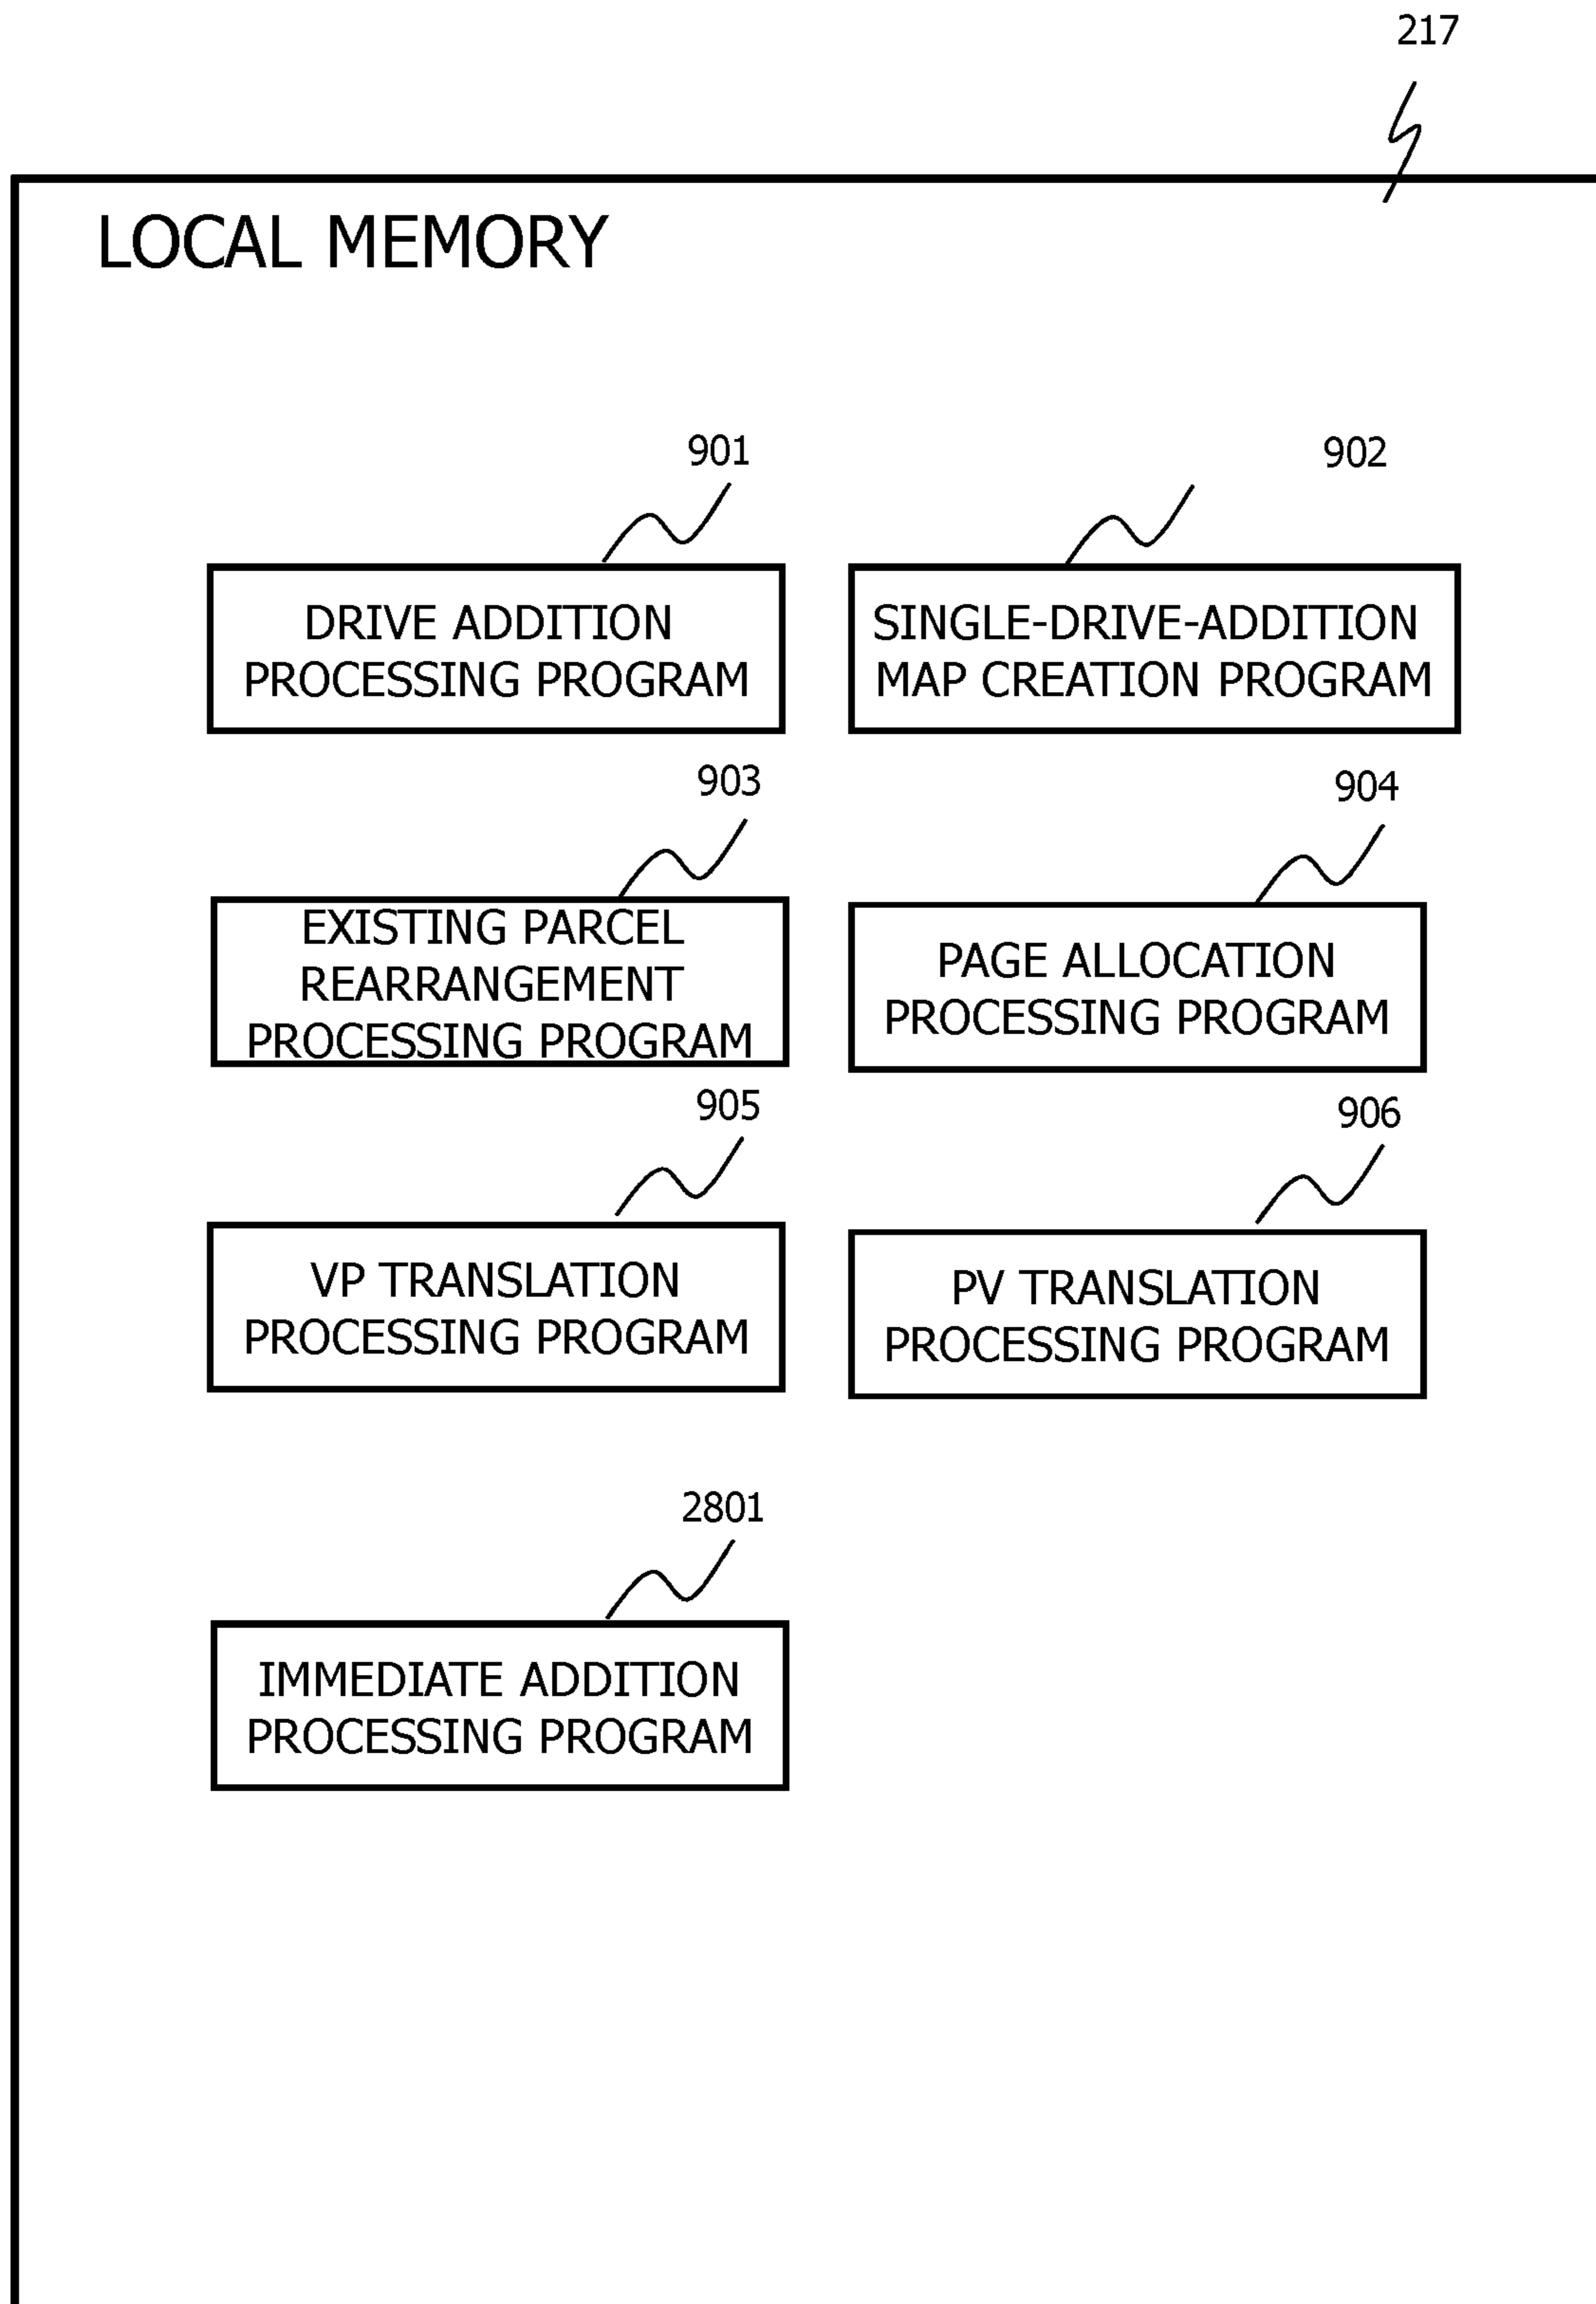 217
LOCAL MEMORY
901
902
DRIVE ADDITION
PROCESSING PROGRAM
SINGLE-DRIVE-ADDITION
MAP CREATION PROGRAM
903
904
EXISTING PARCEL
REARRANGEMENT
PROCESSING PROGRAM
PAGE ALLOCATION
PROCESSING PROGRAM
905
906
VP TRANSLATION
PROCESSING PROGRAM
PV TRANSLATION
PROCESSING PROGRAM
2801
IMMEDIATE ADDITION
PROCESSING PROGRAM